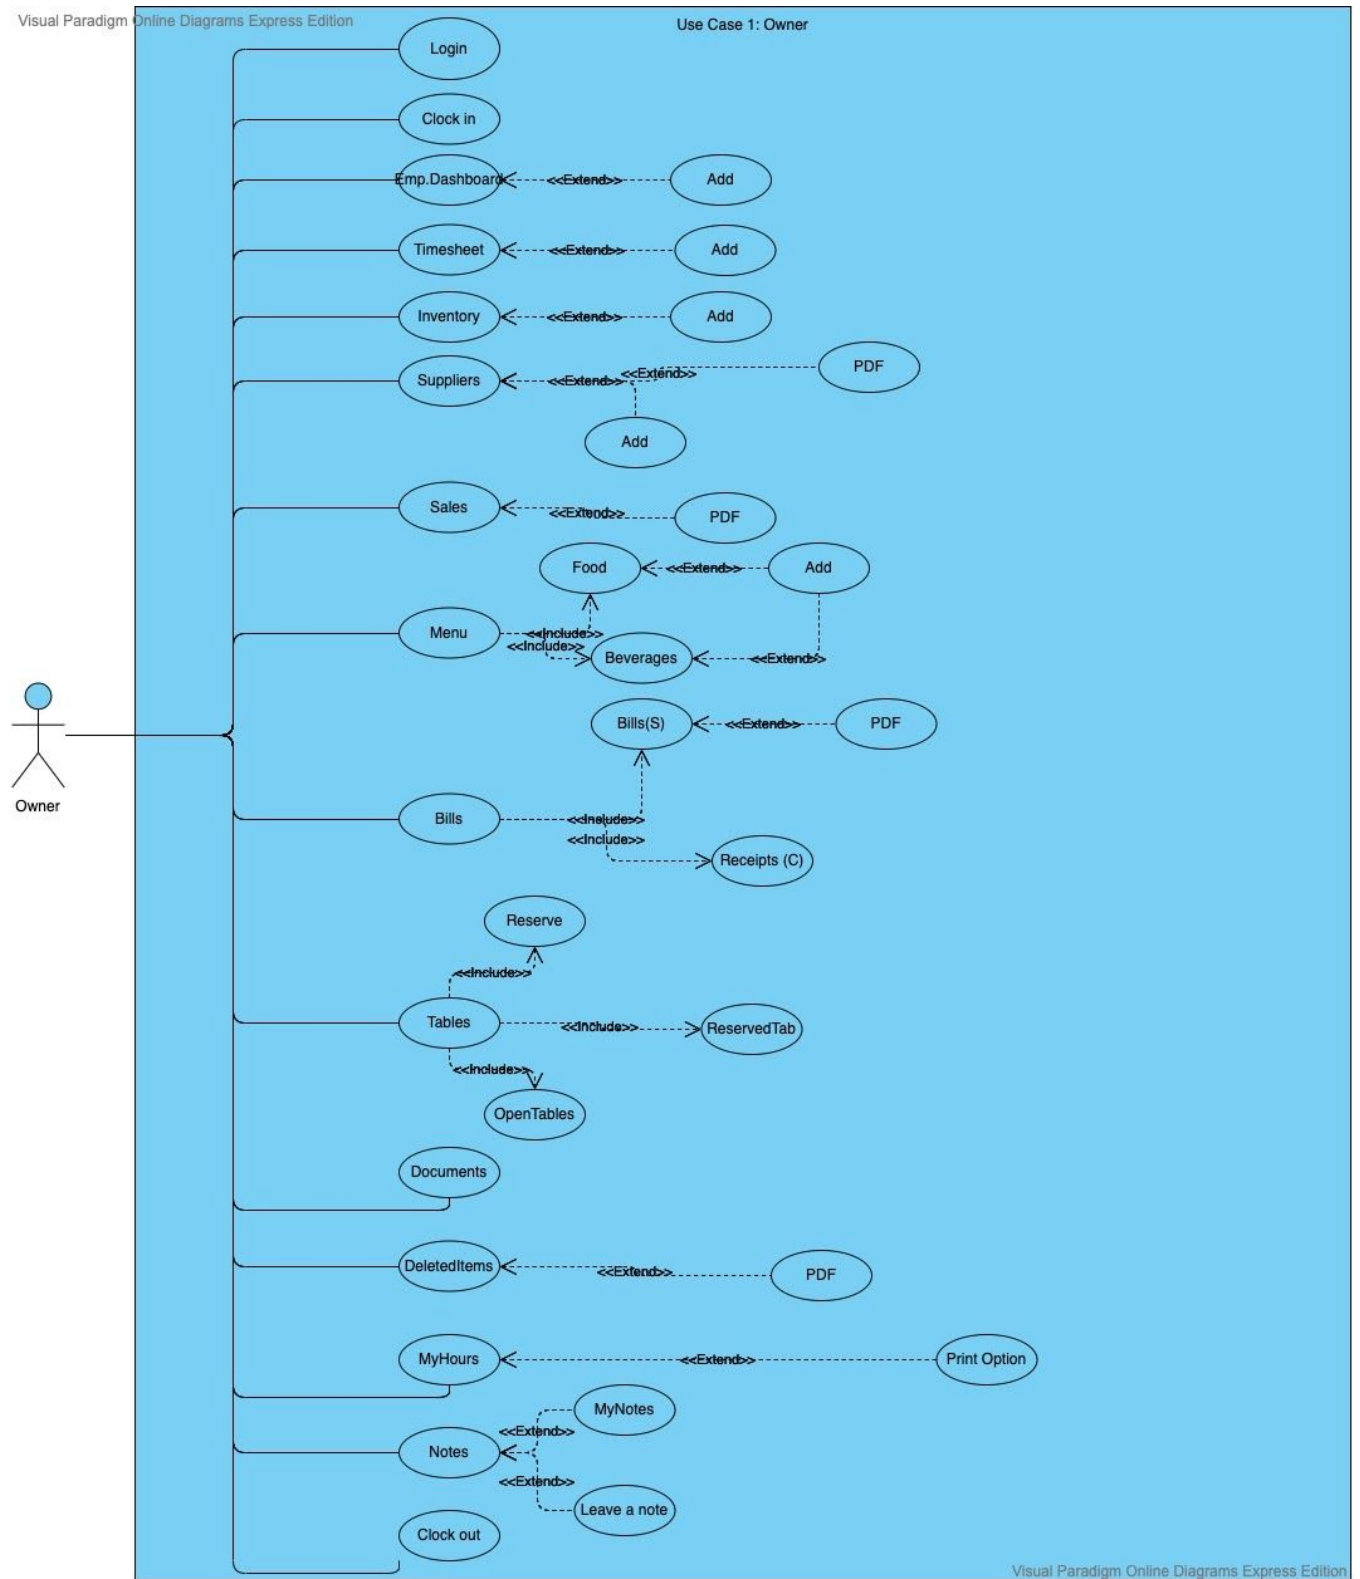 Visual Paradigm Online Diagrams Express Edition
Use Case 1: Owner
Login
Clock in
Emp.Dashboard
<<Extend>>
Add
Timesheet
<<Extend>>
Add
Inventory
<<Extend>>
Add
Suppliers
<<Extend>>
<<Extend>>
PDF
Add
Sales
<<Extend>>
PDF
Food
<<Extend>>
Add
Menu
<<Include>>
<<Include>>
Beverages
<<Extend>>
Bills(S)
<<Extend>>
PDF
Owner
Bills
<<Include>>
<<Include>>
Receipts (C)
Reserve
<<Include>>
Tables
<<Include>>
ReservedTab
<<Include>>
OpenTables
Documents
DeletedItems
<<Extend>>
PDF
MyHours
<<Extend>>
Print Option
MyNotes
<<Extend>>
Notes
<<Extend>>
Leave a note
Clock out
Visual Paradigm Online Diagrams Express Edition